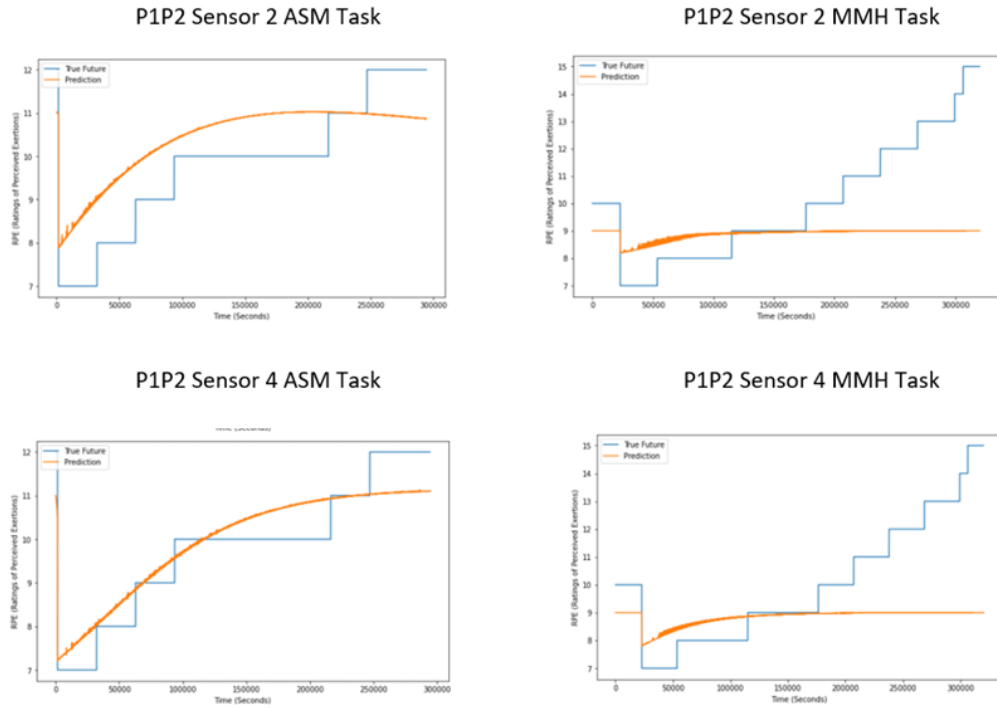 P1P2 Sensor 2 ASM Task
12
11
10
9
8
7
RPE (Ratings of Perceived Exertions)
True Future
Prediction
0 50000 100000 150000 200000 250000 300000
Time (Seconds)
P1P2 Sensor 2 MMH Task
15
14
13
12
11
10
9
8
7
RPE (Ratings of Perceived Exertions)
True Future
Prediction
0 50000 100000 150000 200000 250000 300000
Time (Seconds)
P1P2 Sensor 4 ASM Task
12
11
10
9
8
7
RPE (Ratings of Perceived Exertions)
True Future
Prediction
0 50000 100000 150000 200000 250000 300000
Time (Seconds)
P1P2 Sensor 4 MMH Task
15
14
13
12
11
10
9
8
7
RPE (Ratings of Perceived Exertions)
True Future
Prediction
0 50000 100000 150000 200000 250000 300000
Time (Seconds)